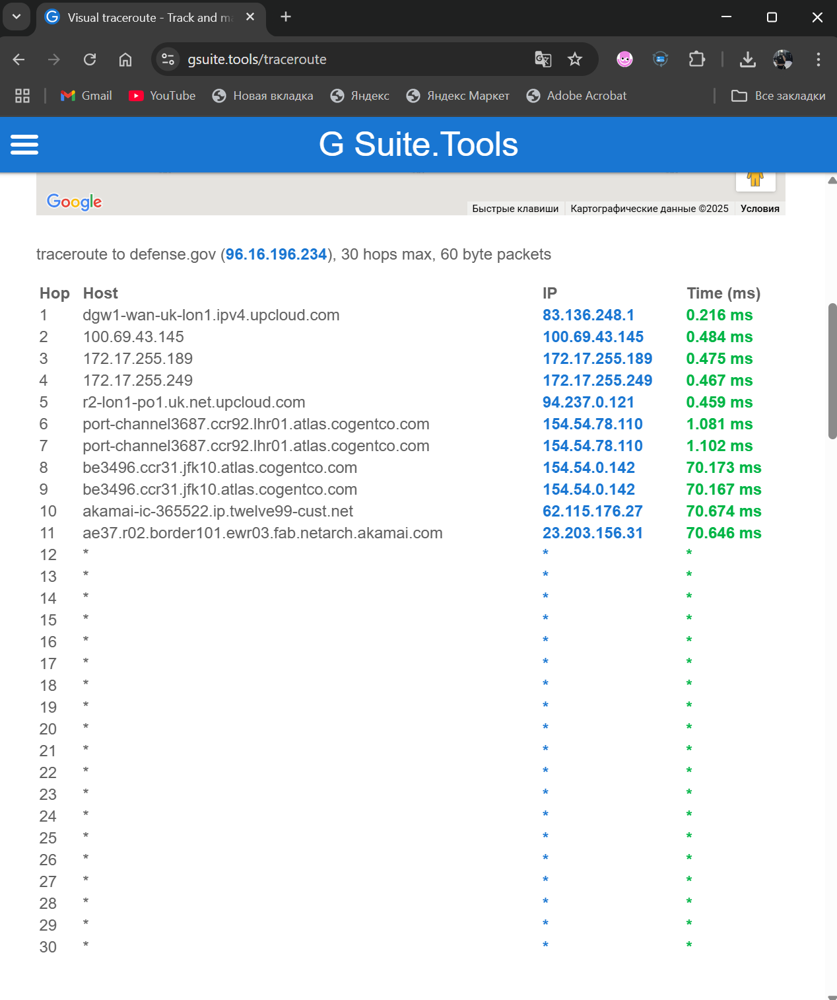 Visual traceroute - Track and ma
gsuite.tools/traceroute
Gmail YouTube Новая вкладка Яндекс Яндекс Маркет Adobe Acrobat Все закладки
G Suite.Tools
Google
Быстрые клавиши Картографические данные ©2025 Условия
traceroute to defense.gov (96.16.196.234), 30 hops max, 60 byte packets
Hop Host IP Time (ms)
1 dgw1-wan-uk-lon1.ipv4.upcloud.com 83.136.248.1 0.216 ms
2 100.69.43.145 100.69.43.145 0.484 ms
3 172.17.255.189 172.17.255.189 0.475 ms
4 172.17.255.249 172.17.255.249 0.467 ms
5 r2-lon1-po1.uk.net.upcloud.com 94.237.0.121 0.459 ms
6 port-channel3687.ccr92.lhr01.atlas.cogentco.com 154.54.78.110 1.081 ms
7 port-channel3687.ccr92.lhr01.atlas.cogentco.com 154.54.78.110 1.102 ms
8 be3496.ccr31.jfk10.atlas.cogentco.com 154.54.0.142 70.173 ms
9 be3496.ccr31.jfk10.atlas.cogentco.com 154.54.0.142 70.167 ms
10 akamai-ic-365522.ip.twelve99-cust.net 62.115.176.27 70.674 ms
11 ae37.r02.border101.ewr03.fab.netarch.akamai.com 23.203.156.31 70.646 ms
12 * * *
13 * * *
14 * * *
15 * * *
16 * * *
17 * * *
18 * * *
19 * * *
20 * * *
21 * * *
22 * * *
23 * * *
24 * * *
25 * * *
26 * * *
27 * * *
28 * * *
29 * * *
30 * * *